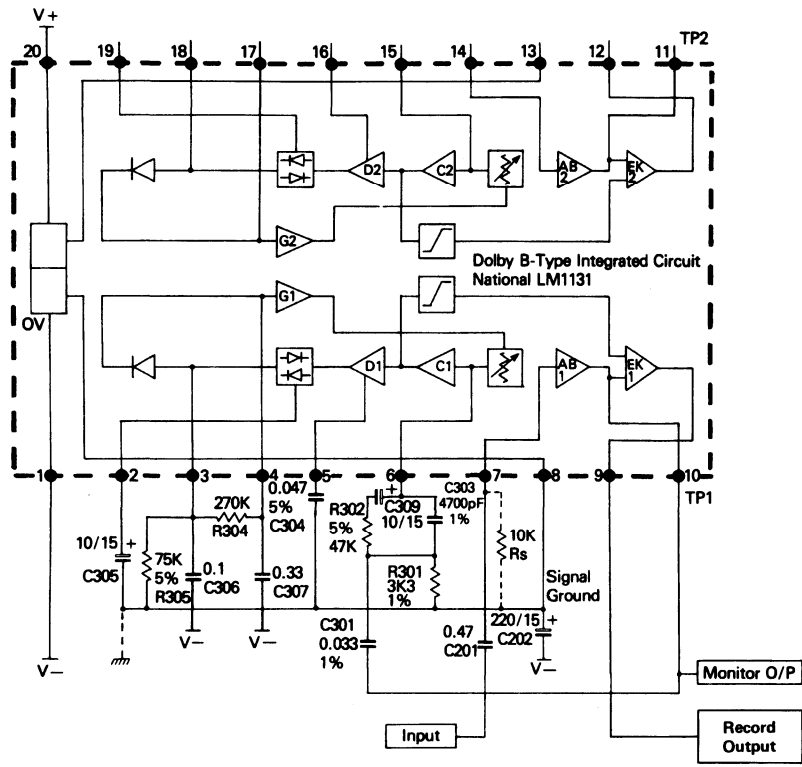 V+
20
19
18
17
16
15
14
13
12
11
TP2
D2
C2
AB
2
EK
2
G2
Dolby B-Type Integrated Circuit
National LM1131
G1
OV
D1
C1
AB
1
EK
1
1
2
3
4
5
6
7
8
9
10
TP1
270K
R304
0.047
5%
C304
R302
5%
47K
+
C309
10/15
C303
4700pF
1%
10K
Rs
10/15
+
C305
75K
5%
R305
0.1
C306
0.33
C307
R301
3K3
1%
Signal
Ground
C301
0.033
1%
0.47
C201
220/15
+
C202
V−
V−
V−
V−
Monitor O/P
Input
Record
Output